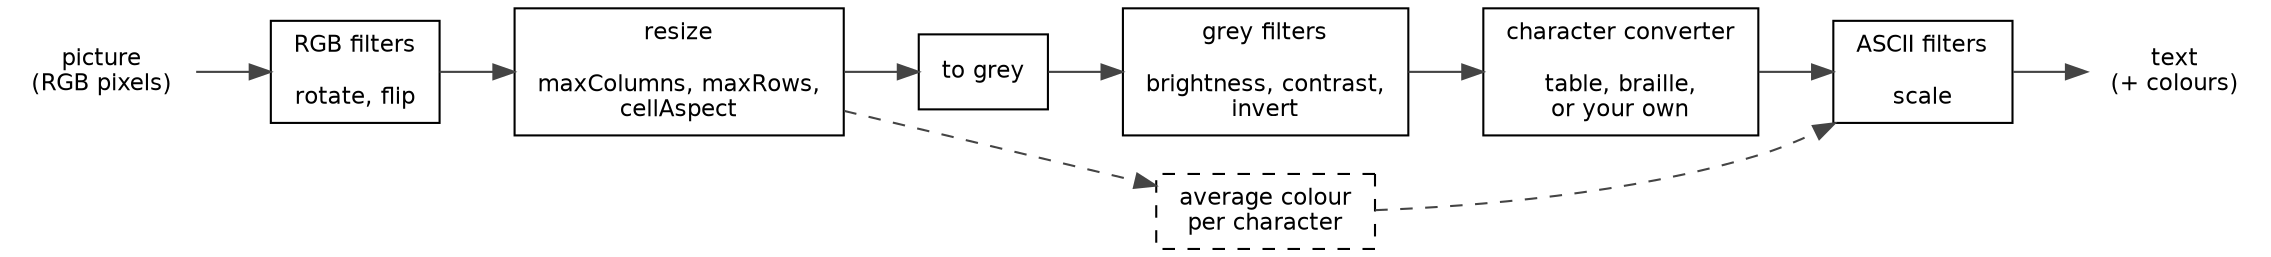 picture
(RGB pixels)
RGB filters
rotate, flip
resize
maxColumns, maxRows,
cellAspect
to grey
grey filters
brightness, contrast,
invert
character converter
table, braille,
or your own
ASCII filters
scale
text
(+ colours)
average colour
per character